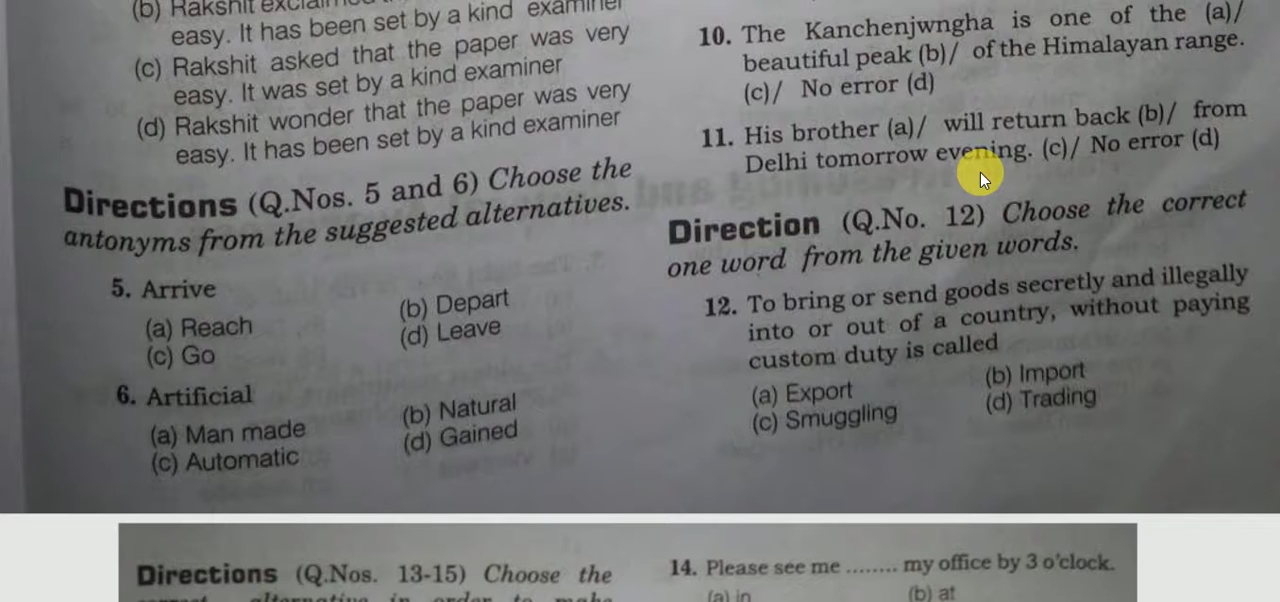 (b) Rakshit
easy. It has been set by a kind examiner
(c) Rakshit asked that the paper was very
easy. It was set by a kind examiner
(d) Rakshit wonder that the paper was very
easy. It has been set by a kind examiner
Directions (Q.Nos. 5 and 6) Choose the
antonyms from the suggested alternatives.
5. Arrive
(a) Reach (b) Depart
(c) Go (d) Leave
6. Artificial
(a) Man made (b) Natural
(c) Automatic (d) Gained
10. The Kanchenjwngha is one of the (a)/
beautiful peak (b)/ of the Himalayan range.
(c)/ No error (d)
11. His brother (a)/ will return back (b)/ from
Delhi tomorrow evening. (c)/ No error (d)
Direction (Q.No. 12) Choose the correct
one word from the given words.
12. To bring or send goods secretly and illegally
into or out of a country, without paying
custom duty is called
(a) Export (b) Import
(c) Smuggling (d) Trading
Directions (Q.Nos. 13-15) Choose the
alternative in order to make
14. Please see me ........ my office by 3 o'clock.
(a) in (b) at